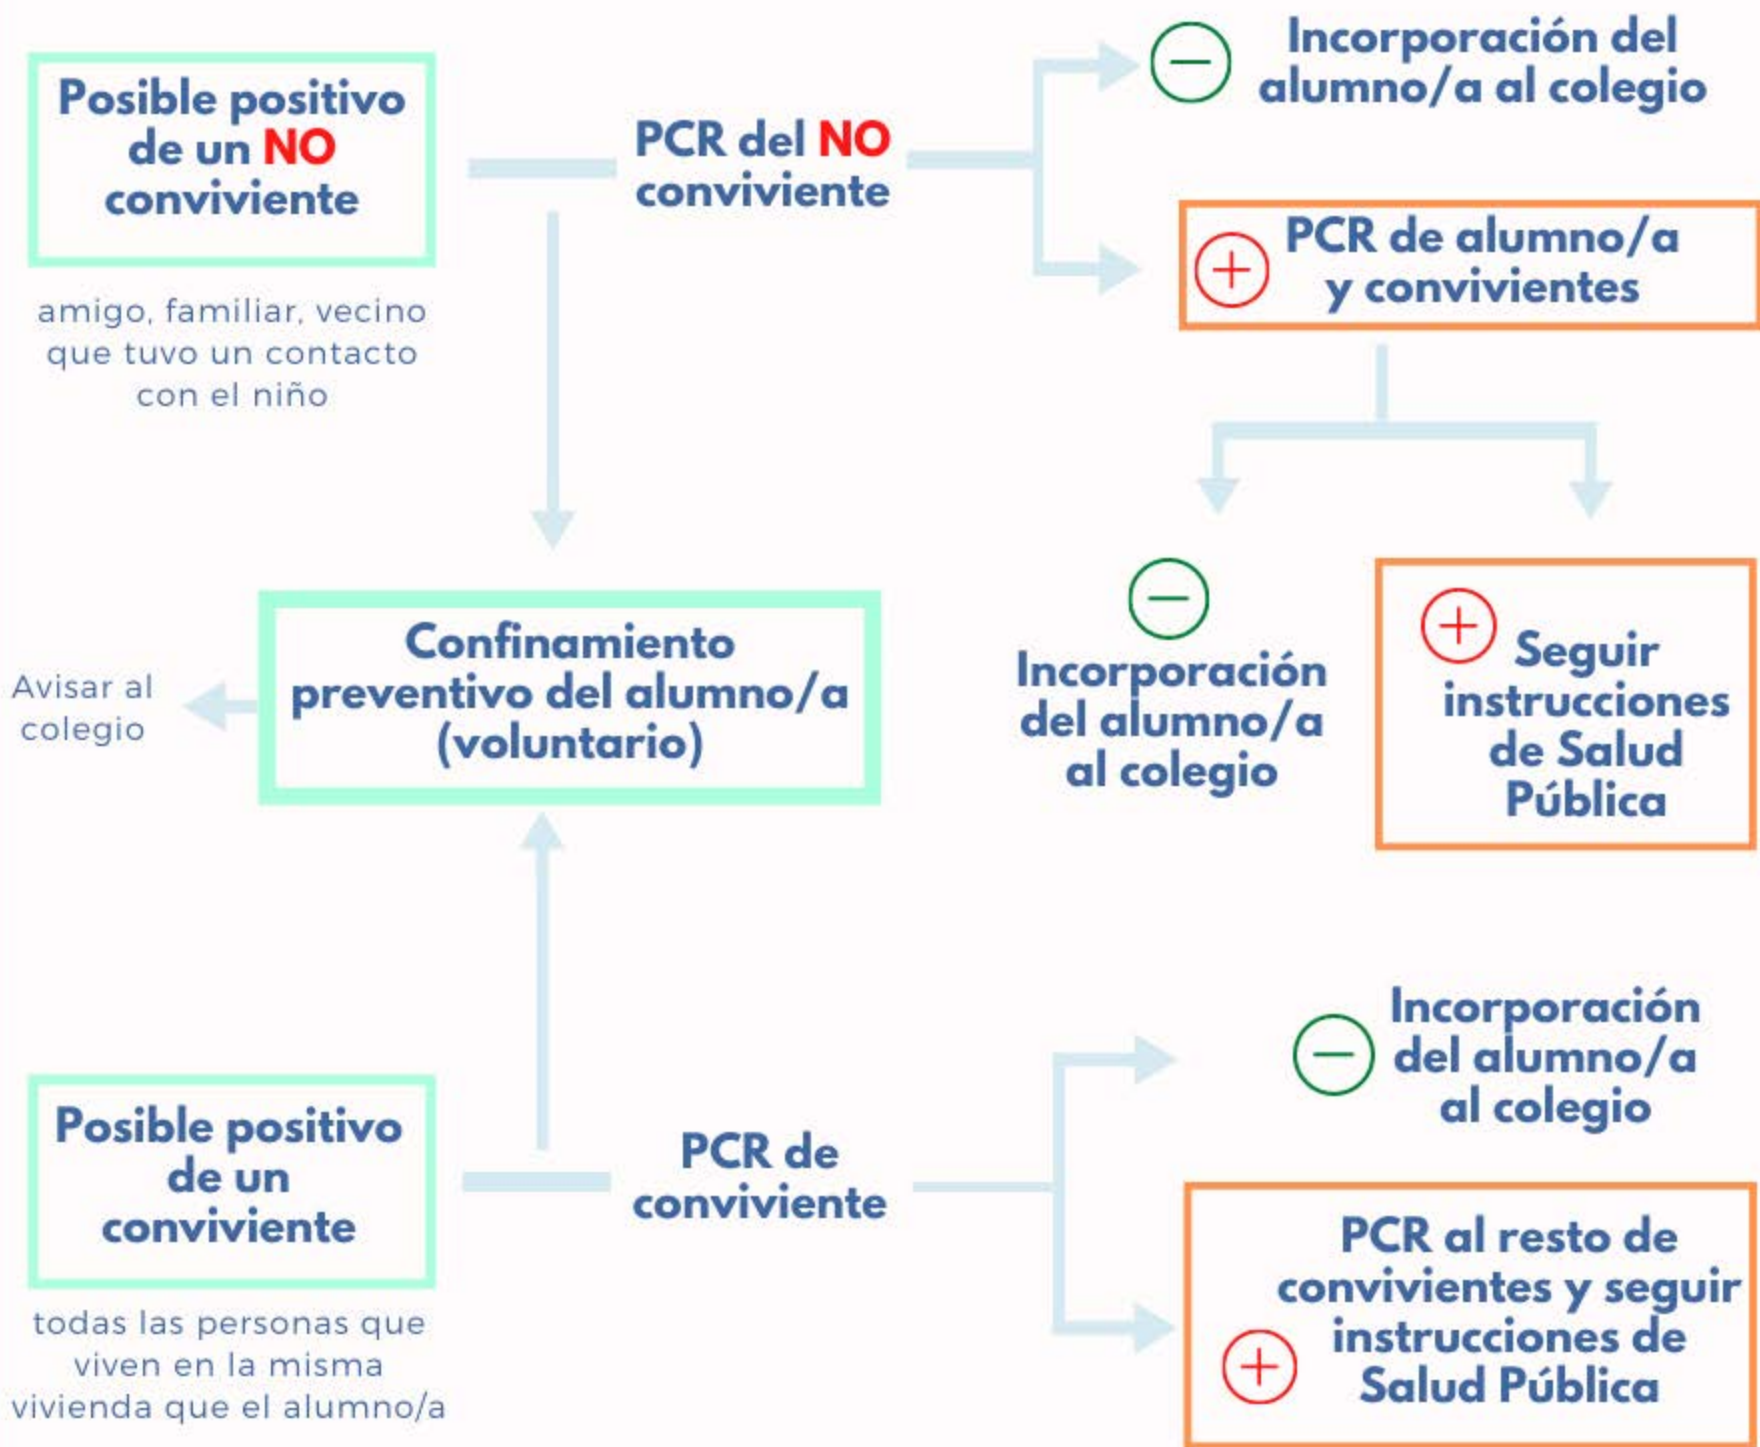 Posible positivo
de un NO
conviviente
amigo, familiar, vecino
que tuvo un contacto
con el niño
PCR del NO
conviviente
Incorporación del
alumno/a al colegio
PCR de alumno/a
y convivientes
Incorporación
del alumno/a
al colegio
Seguir
instrucciones
de Salud
Pública
Confinamiento
preventivo del alumno/a
(voluntario)
Avisar al
colegio
Posible positivo
de un
conviviente
todas las personas que
viven en la misma
vivienda que el alumno/a
PCR de
conviviente
Incorporación
del alumno/a
al colegio
PCR al resto de
convivientes y seguir
instrucciones de
Salud Pública